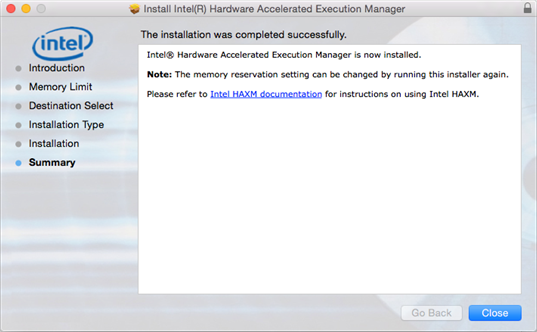 Install Intel(R) Hardware Accelerated Execution Manager
intel
The installation was completed successfully.
Introduction
Memory Limit
Destination Select
Installation Type
Installation
Summary
Intel® Hardware Accelerated Execution Manager is now installed.
Note: The memory reservation setting can be changed by running this installer again.
Please refer to Intel HAXM documentation for instructions on using Intel HAXM.
Go Back
Close